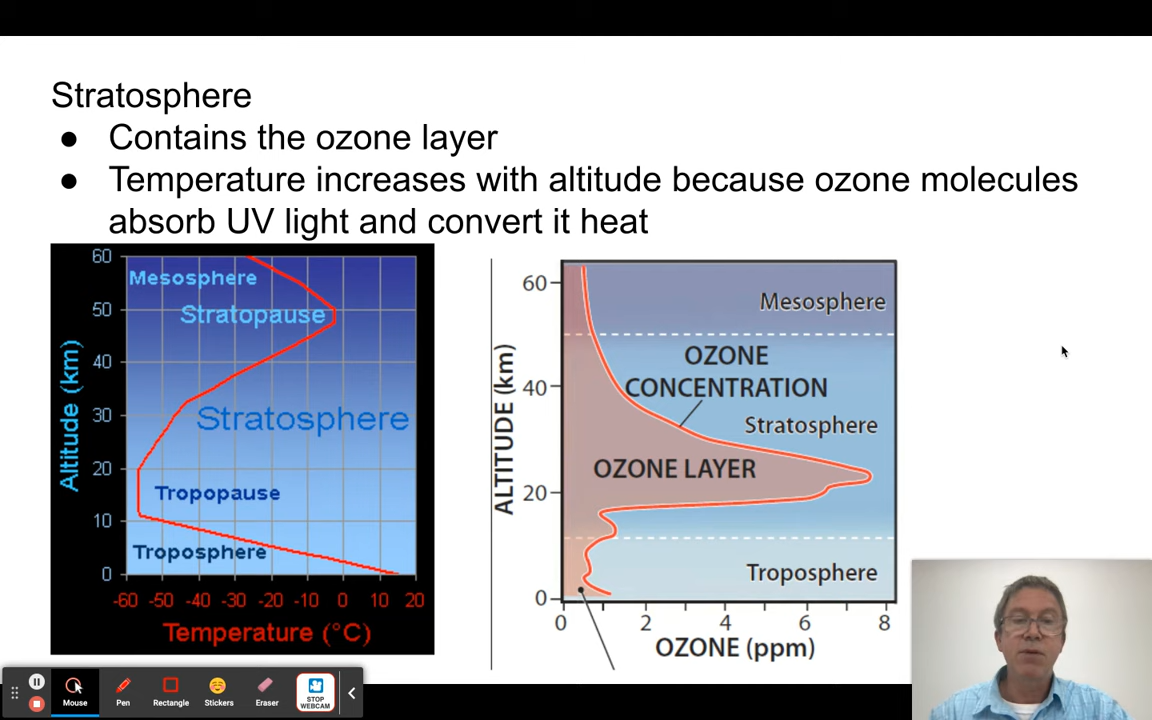 Stratosphere
● Contains the ozone layer
● Temperature increases with altitude because ozone molecules
absorb UV light and convert it heat
60
Mesosphere
50
Stratopause
40
30
Stratosphere
20
Tropopause
10
Troposphere
0
-60 -50 -40 -30 -20 -10 0 10 20
Altitude (km)
Temperature (°C)
60
Mesosphere
OZONE
CONCENTRATION
40
Stratosphere
OZONE LAYER
20
Troposphere
0
0 2 4 6 8
ALTITUDE (km)
OZONE (ppm)
Mouse Pen Rectangle Stickers Eraser STOP
WEBCAM